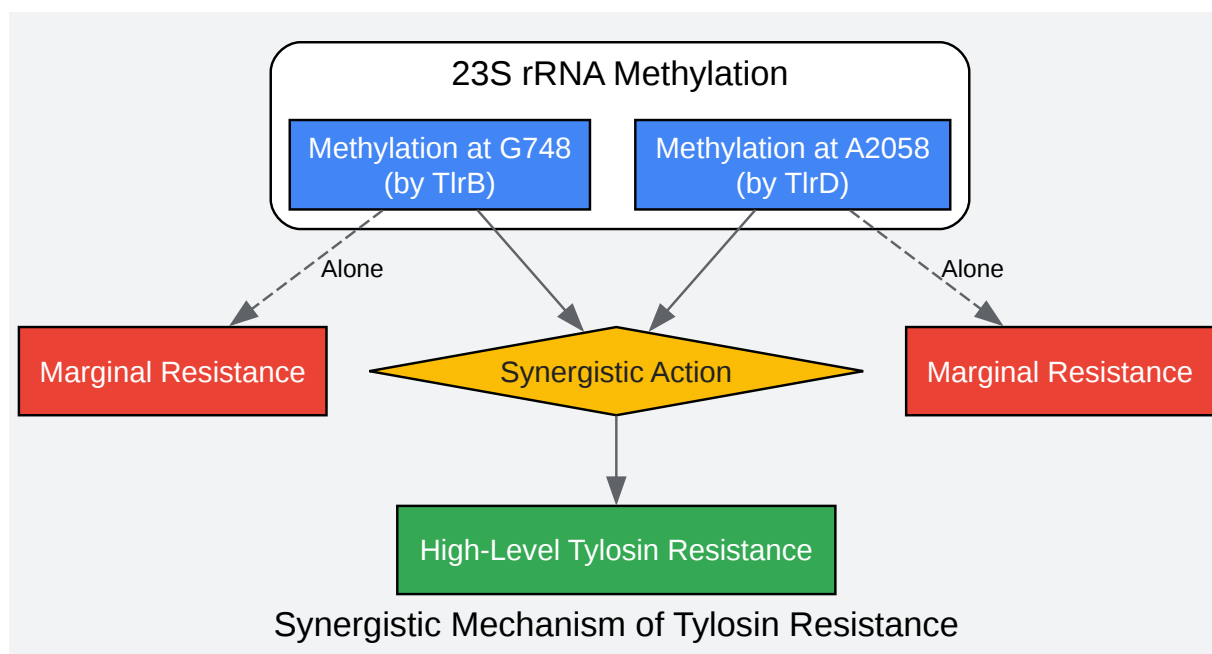 23S rRNA Methylation
Methylation at G748
(by TlrB)
Methylation at A2058
(by TlrD)
Alone
Alone
Marginal Resistance
Synergistic Action
Marginal Resistance
High-Level Tylosin Resistance
Synergistic Mechanism of Tylosin Resistance